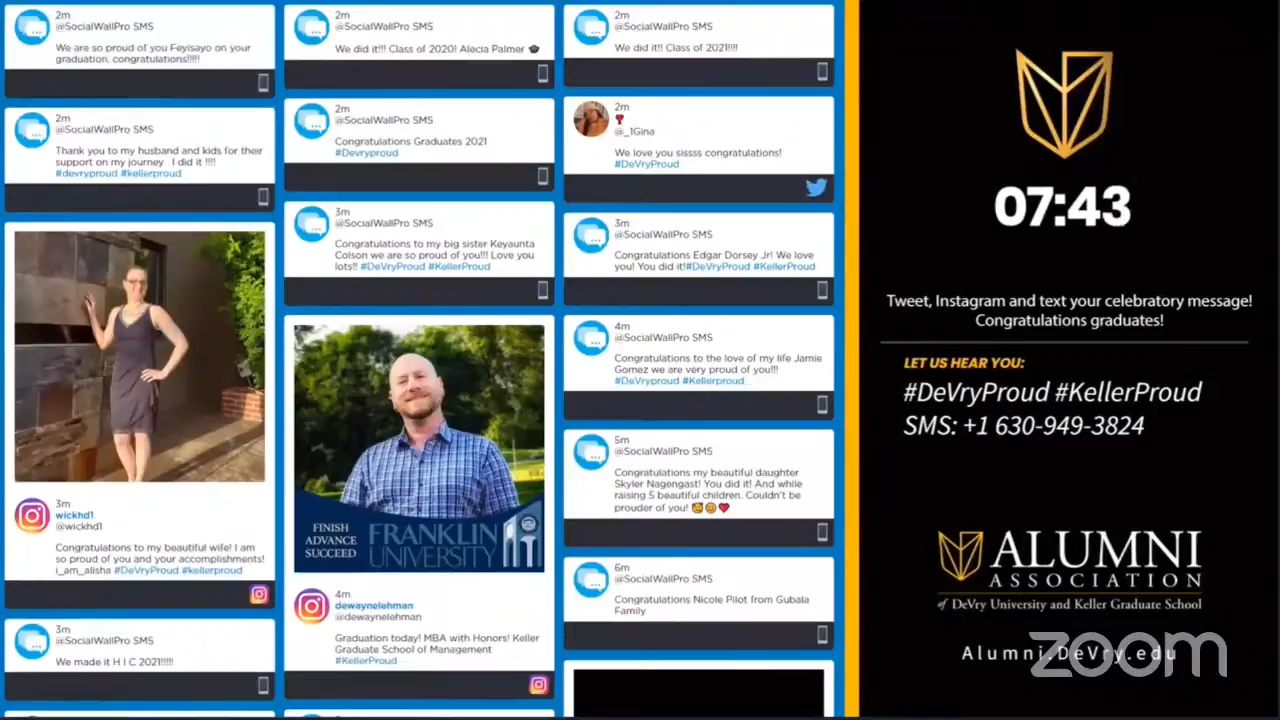 2m
@SocialWallPro SMS
We are so proud of you Feyisayo on your
graduation, congratulations!!!!!
2m
@SocialWallPro SMS
Thank you to my husband and kids for their
support on my journey . I did it !!!!
#devryproud #kellerproud
3m
wickhd1
@wickhd1
Congratulations to my beautiful wife! I am
so proud of you and your accomplishments!
i_am_alisha #DeVryProud #kellerproud
3m
@SocialWallPro SMS
We made it H I C 2021!!!!!
2m
@SocialWallPro SMS
We did it!!! Class of 2020! Alecia Palmer 🎓
2m
@SocialWallPro SMS
Congratulations Graduates 2021
#Devryproud
3m
@SocialWallPro SMS
Congratulations to my big sister Keyaunta
Colson we are so proud of you!!! Love you
lots!! #DeVryProud #KellerProud
FINISH
ADVANCE
SUCCEED
FRANKLIN
UNIVERSITY
4m
dewaynelehman
@dewaynelehman
Graduation today! MBA with Honors! Keller
Graduate School of Management
#KellerProud
2m
@SocialWallPro SMS
We did it!! Class of 2021!!!!
2m
❣
@_1Gina
We love you sissss congratulations!
#DeVryProud
3m
@SocialWallPro SMS
Congratulations Edgar Dorsey Jr! We love
you! You did it!#DeVryProud #KellerProud
4m
@SocialWallPro SMS
Congratulations to the love of my life Jamie
Gomez we are very proud of you!!!
#DeVryproud #Kellerproud
5m
@SocialWallPro SMS
Congratulations my beautiful daughter
Skyler Nagengast! You did it! And while
raising 5 beautiful children. Couldn't be
prouder of you! 🥰😊❤️
6m
@SocialWallPro SMS
Congratulations Nicole Pilot from Gubala
Family
07:43
Tweet, Instagram and text your celebratory message!
Congratulations graduates!
LET US HEAR YOU:
#DeVryProud #KellerProud
SMS: +1 630-949-3824
ALUMNI
ASSOCIATION
of DeVry University and Keller Graduate School
Alumni.DeVry.edu
zoom